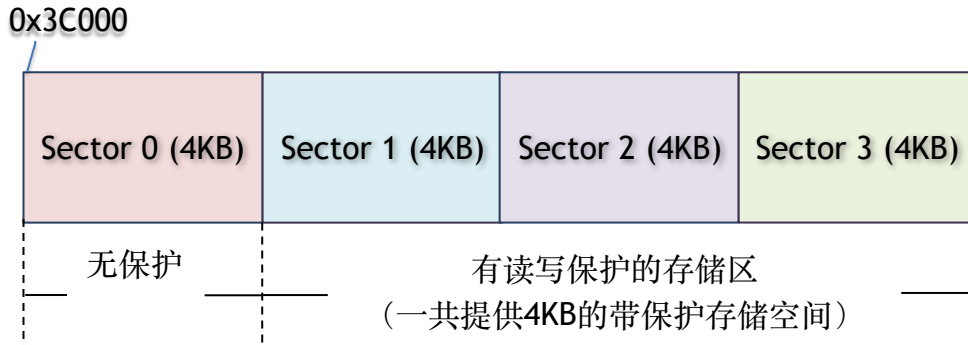 0x3C000
Sector 0 (4KB)
Sector 1 (4KB)
Sector 2 (4KB)
Sector 3 (4KB)
无保护
有读写保护的存储区
（一共提供4KB的带保护存储空间）